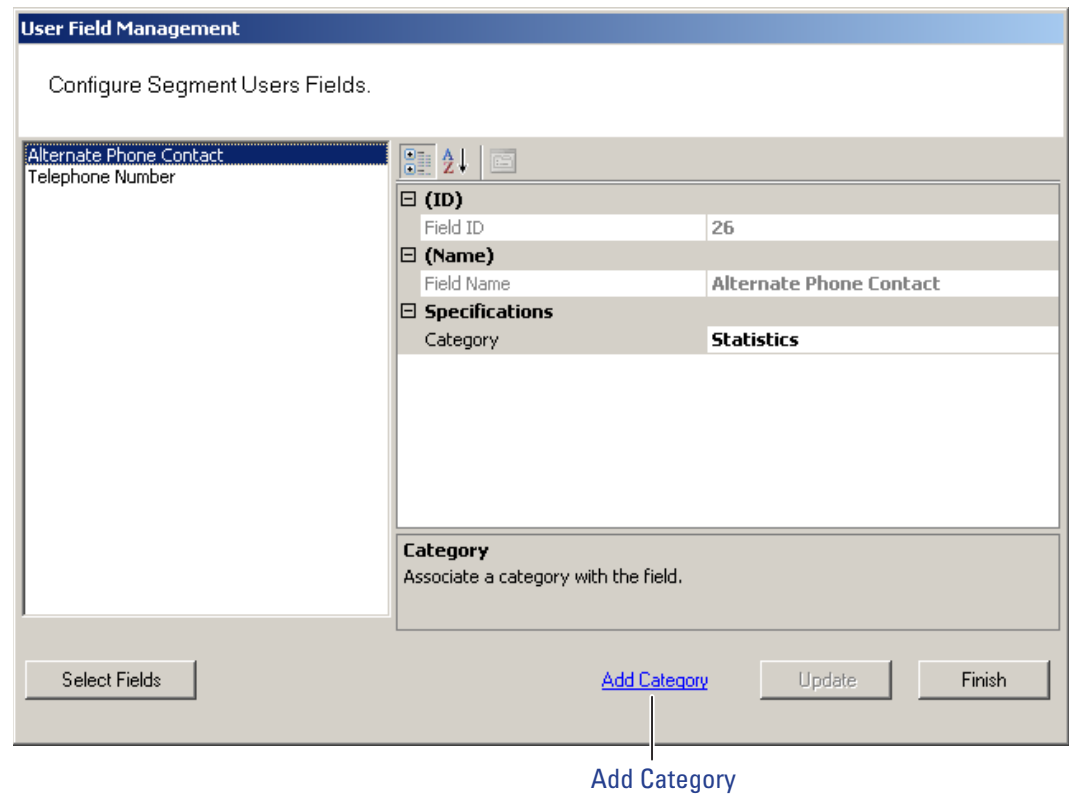 User Field Management
Configure Segment Users Fields.
Alternate Phone Contact
Telephone Number
A
Z
(ID)
Field ID 26
(Name)
Field Name Alternate Phone Contact
Specifications
Category Statistics
Category
Associate a category with the field.
Select Fields Add Category Update Finish
Add Category